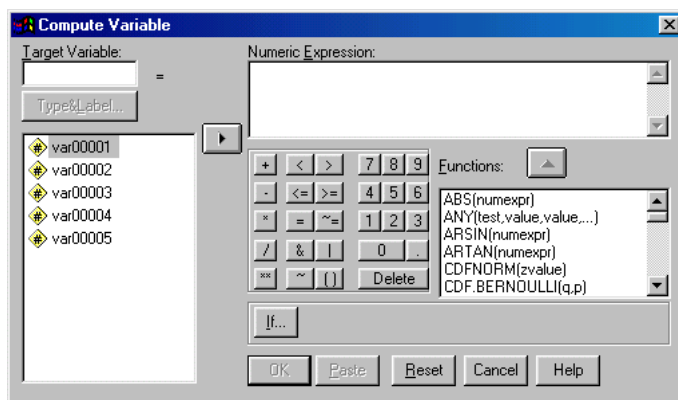 Compute Variable
Target Variable:
=
Type&Label...
var00001
var00002
var00003
var00004
var00005
Numeric Expression:
+ < > 7 8 9
- <= >= 4 5 6
* = ~= 1 2 3
/ & | 0 .
** ~ () Delete
Functions:
ABS(numexpr)
ANY(test,value,value,...)
ARSIN(numexpr)
ARTAN(numexpr)
CDFNORM(zvalue)
CDF.BERNOULLI(q,p)
If...
OK Paste Reset Cancel Help